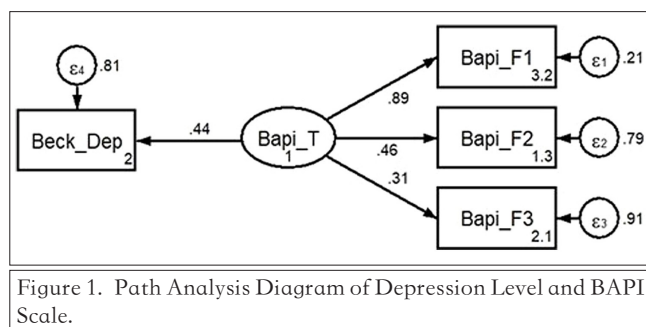 ε4 .81
Bapi_F1 3.2 ε1 .21
.89
Beck_Dep 2 .44 Bapi_T 1 .46 Bapi_F2 1.3 ε2 .79
.31
Bapi_F3 2.1 ε3 .91
Figure 1. Path Analysis Diagram of Depression Level and BAPI
Scale.